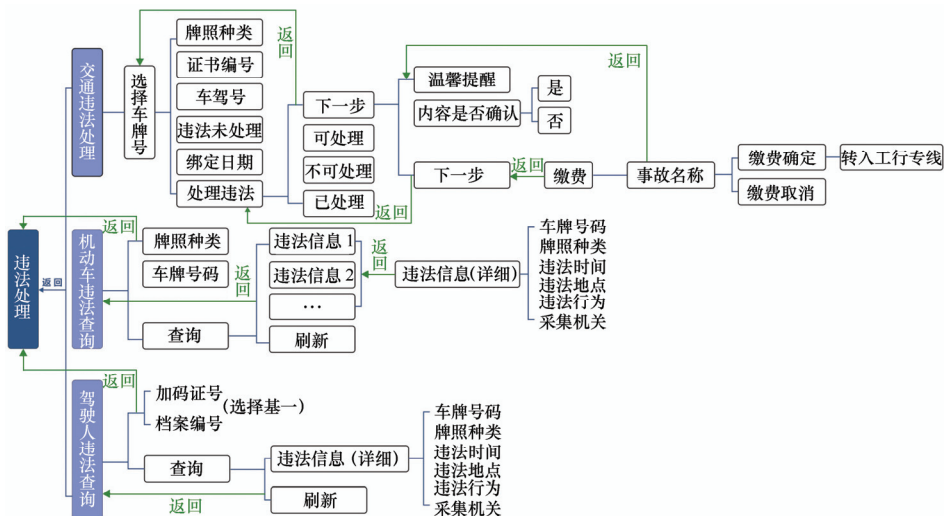 违法处理
返回
交通违法处理
选择车牌号
返回
牌照种类
证书编号
车驾号
违法未处理
绑定日期
处理违法
下一步
可处理
不可处理
已处理
返回
温馨提醒
内容是否确认
是
否
下一步
返回
缴费
返回
事故名称
缴费确定
转入工行专线
缴费取消
机动车违法查询
返回
牌照种类
车牌号码
查询
返回
违法信息1
违法信息2
…
刷新
返回
违法信息(详细)
车牌号码
牌照种类
违法时间
违法地点
违法行为
采集机关
驾驶人违法查询
返回
加码证号
档案编号
(选择基一)
查询
返回
违法信息(详细)
刷新
车牌号码
牌照种类
违法时间
违法地点
违法行为
采集机关